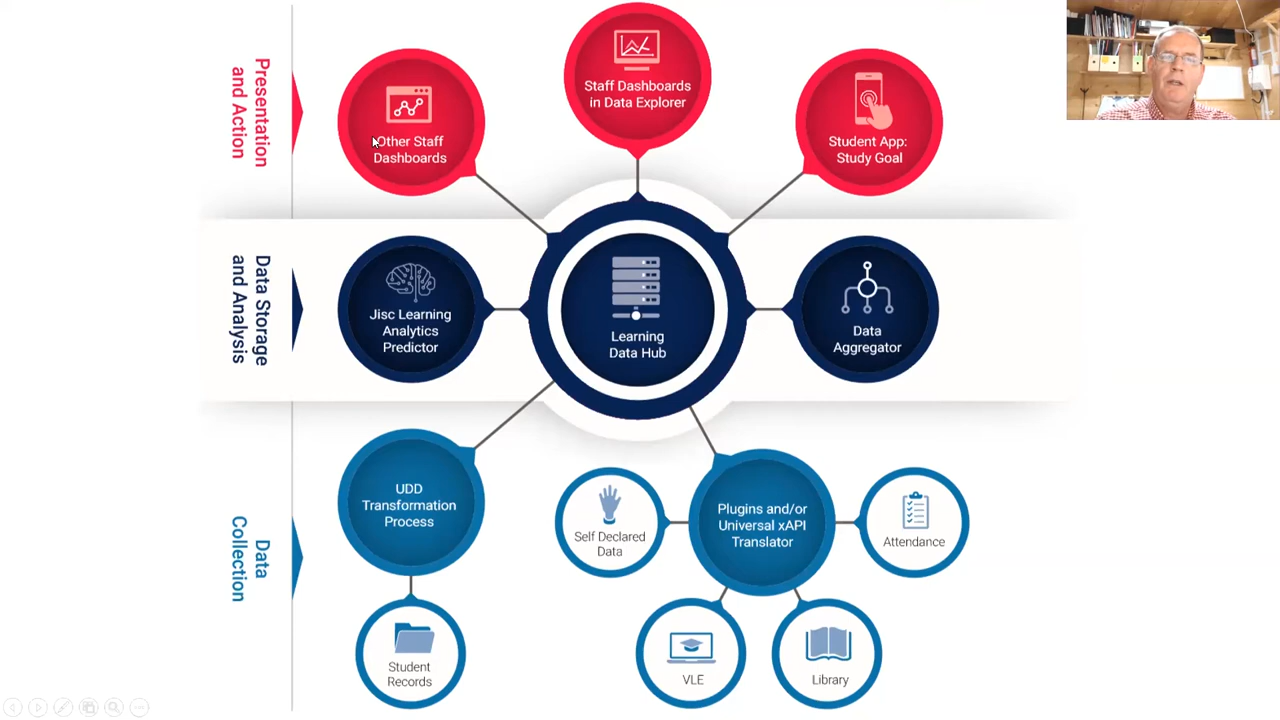 Presentation
and Action
Other Staff
Dashboards
Staff Dashboards
in Data Explorer
Student App:
Study Goal
Data Storage
and Analysis
Jisc Learning
Analytics
Predictor
Learning
Data Hub
Data
Aggregator
Data
Collection
UDD
Transformation
Process
Self Declared
Data
Plugins and/or
Universal xAPI
Translator
Attendance
Student
Records
VLE
Library